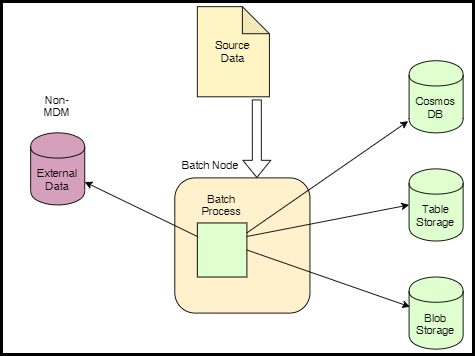 Source
Data
Non-
MDM
Cosmos
DB
Batch Node
External
Data
Batch
Process
Table
Storage
Blob
Storage